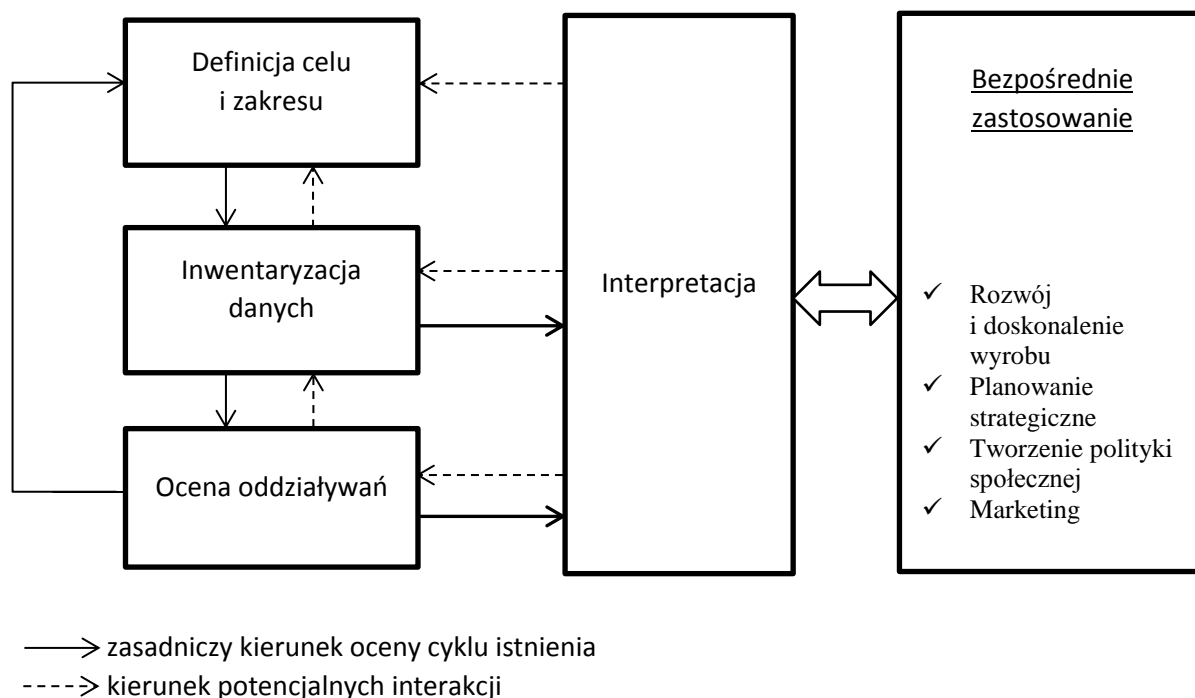 Definicja celu
i zakresu
Inwentaryzacja
danych
Ocena oddziaływań
Interpretacja
Bezpośrednie
zastosowanie
✓ Rozwój
i doskonalenie
wyrobu
✓ Planowanie
strategiczne
✓ Tworzenie polityki
społecznej
✓ Marketing
zasadniczy kierunek oceny cyklu istnienia
kierunek potencjalnych interakcji